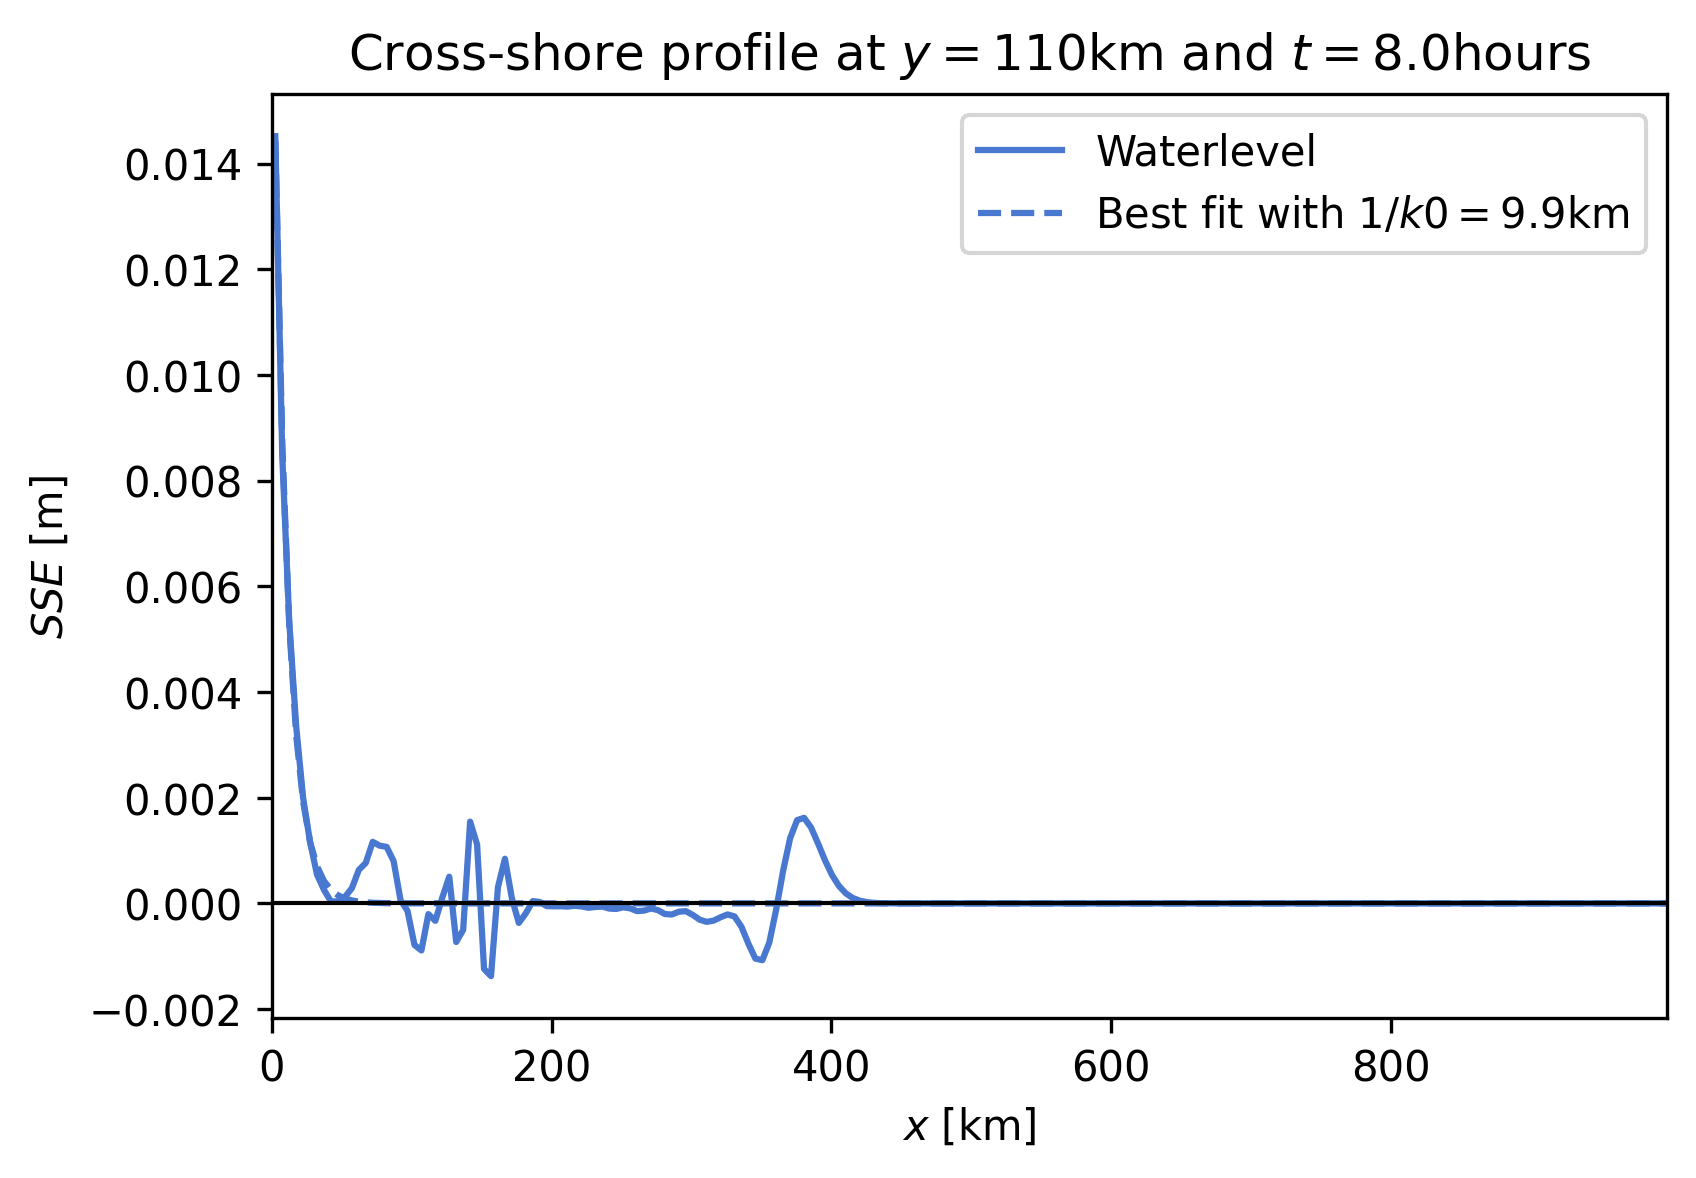 Cross-shore profile at y = 110km and t = 8.0hours
Waterlevel
Best fit with 1/k0 = 9.9km
SSE [m]
0.014
0.012
0.010
0.008
0.006
0.004
0.002
0.000
−0.002
0 200 400 600 800
x [km]